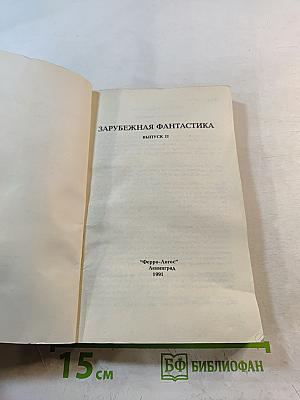 ЗАРУБЕЖНАЯ ФАНТАСТИКА
ВЫПУСК II
"Ферро-Логос"
Ленинград
1991
15 см
БФ БИБЛИОФАН